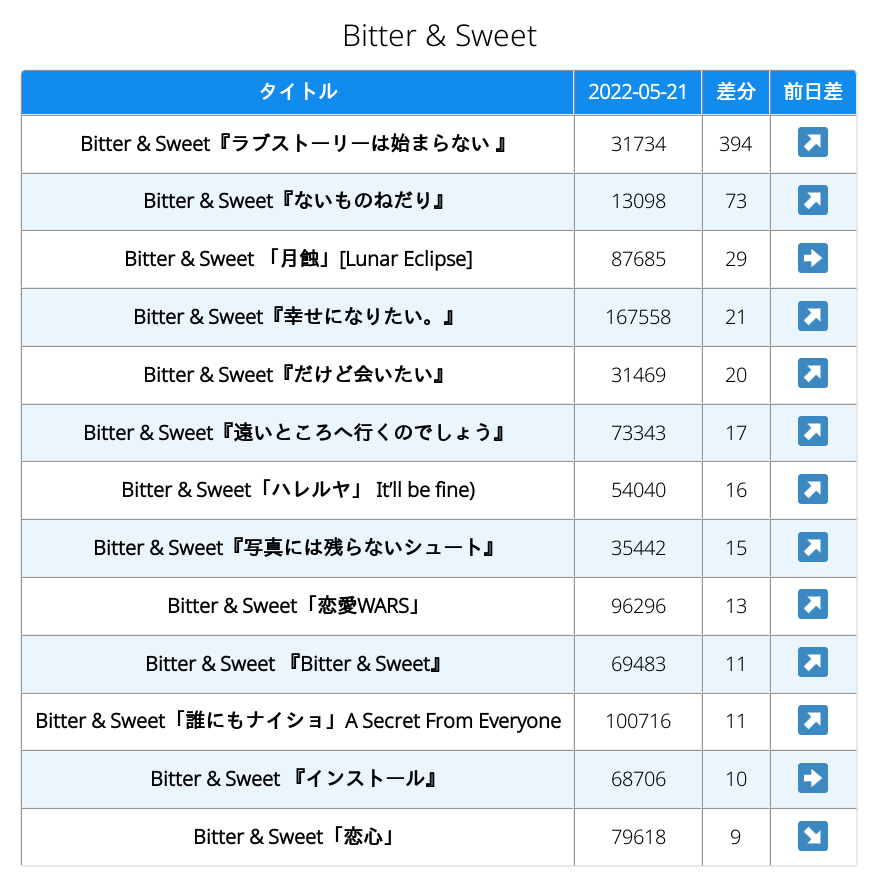 Bitter & Sweet
タイトル 2022-05-21 差分 前日差
Bitter & Sweet『ラブストーリーは始まらない 』 31734 394
Bitter & Sweet『ないものねだり』 13098 73
Bitter & Sweet 「月蝕」[Lunar Eclipse] 87685 29
Bitter & Sweet『幸せになりたい。』 167558 21
Bitter & Sweet『だけど会いたい』 31469 20
Bitter & Sweet『遠いところへ行くのでしょう』 73343 17
Bitter & Sweet「ハレルヤ」 It’ll be fine) 54040 16
Bitter & Sweet『写真には残らないシュート』 35442 15
Bitter & Sweet「恋愛WARS」 96296 13
Bitter & Sweet 『Bitter & Sweet』 69483 11
Bitter & Sweet「誰にもナイショ」A Secret From Everyone 100716 11
Bitter & Sweet 『インストール』 68706 10
Bitter & Sweet「恋心」 79618 9